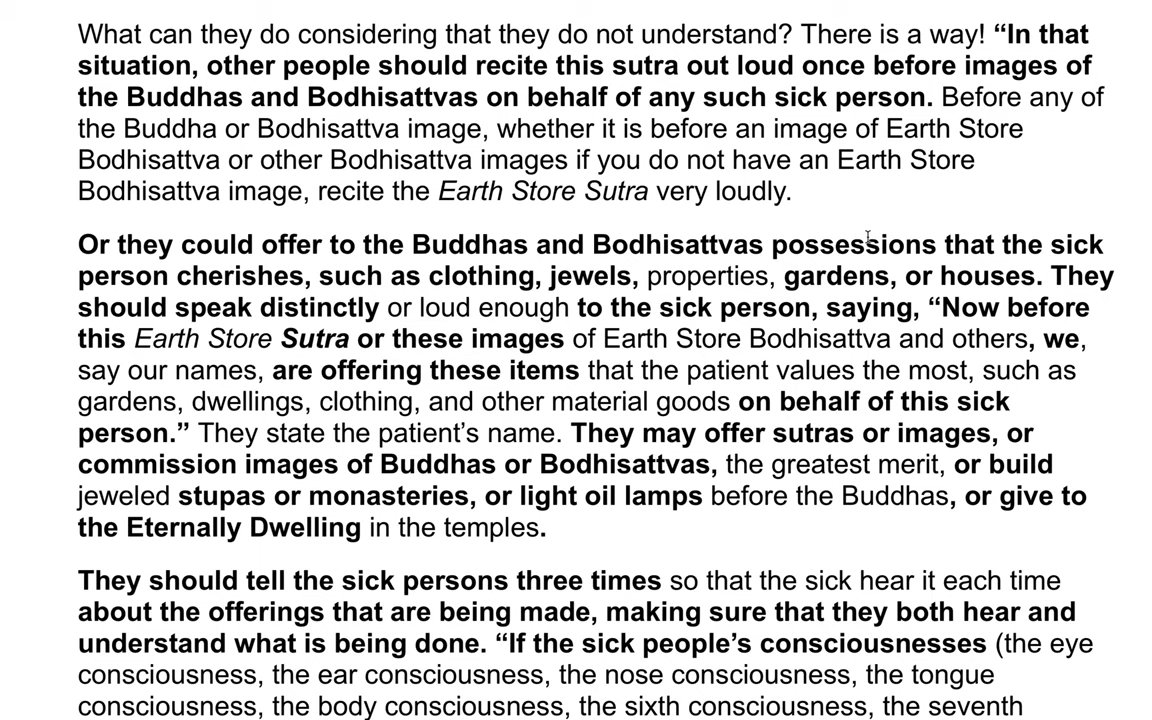 What can they do considering that they do not understand? There is a way! “In that
situation, other people should recite this sutra out loud once before images of
the Buddhas and Bodhisattvas on behalf of any such sick person. Before any of
the Buddha or Bodhisattva image, whether it is before an image of Earth Store
Bodhisattva or other Bodhisattva images if you do not have an Earth Store
Bodhisattva image, recite the Earth Store Sutra very loudly.
Or they could offer to the Buddhas and Bodhisattvas possessions that the sick
person cherishes, such as clothing, jewels, properties, gardens, or houses. They
should speak distinctly or loud enough to the sick person, saying, “Now before
this Earth Store Sutra or these images of Earth Store Bodhisattva and others, we,
say our names, are offering these items that the patient values the most, such as
gardens, dwellings, clothing, and other material goods on behalf of this sick
person.” They state the patient’s name. They may offer sutras or images, or
commission images of Buddhas or Bodhisattvas, the greatest merit, or build
jeweled stupas or monasteries, or light oil lamps before the Buddhas, or give to
the Eternally Dwelling in the temples.
They should tell the sick persons three times so that the sick hear it each time
about the offerings that are being made, making sure that they both hear and
understand what is being done. “If the sick people’s consciousnesses (the eye
consciousness, the ear consciousness, the nose consciousness, the tongue
consciousness, the body consciousness, the sixth consciousness, the seventh